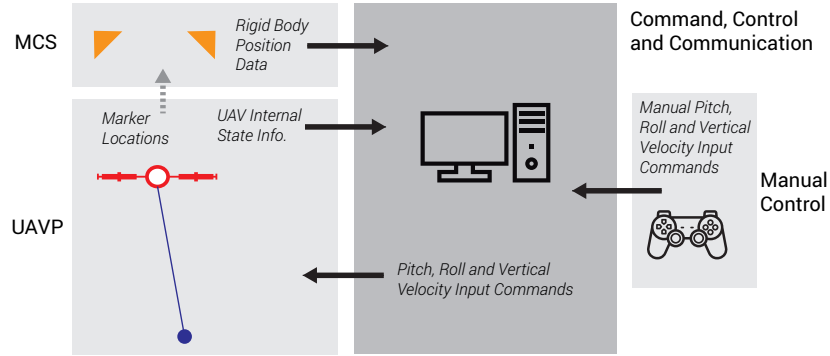 MCS
Rigid Body
Position
Data
Command, Control
and Communication
Marker
Locations
UAV Internal
State Info.
Manual Pitch,
Roll and Vertical
Velocity Input
Commands
Manual
Control
UAVP
Pitch, Roll and Vertical
Velocity Input Commands